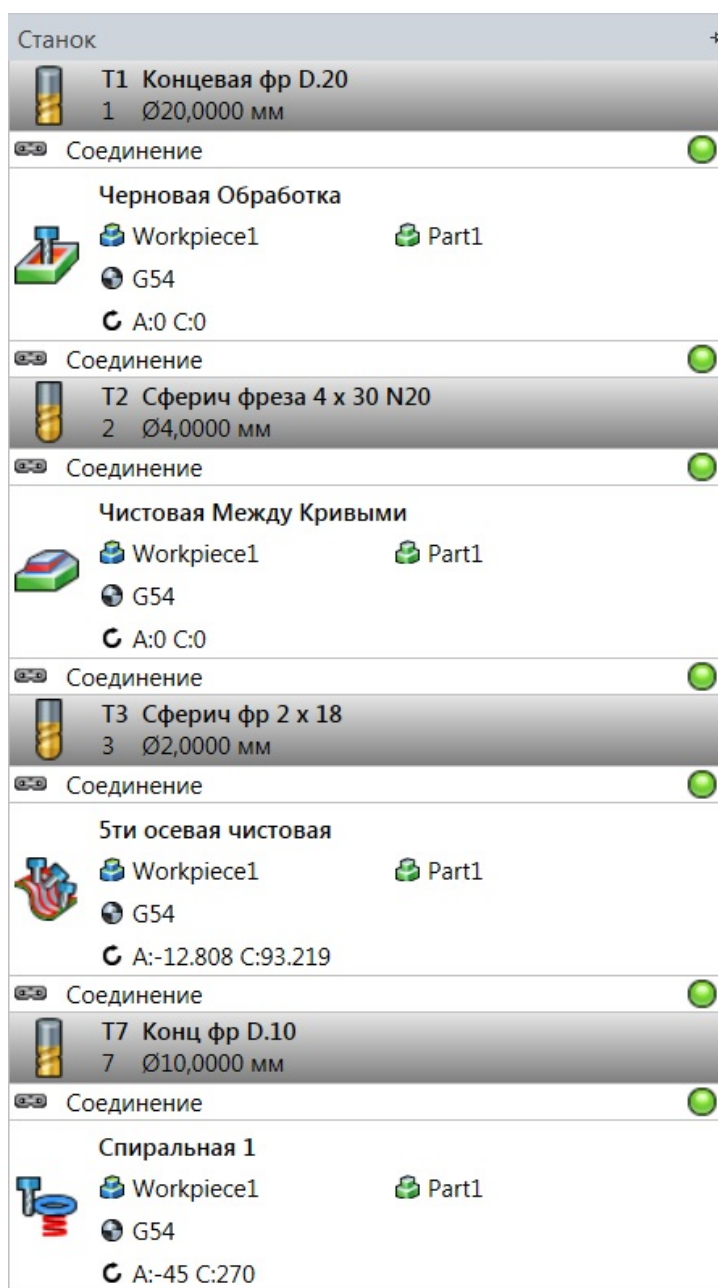 Станок
T1 Концевая фр D.20
1 Ø20,0000 мм
Соединение
Черновая Обработка
Workpiece1 Part1
G54
A:0 C:0
Соединение
T2 Сферич фреза 4 x 30 N20
2 Ø4,0000 мм
Соединение
Чистовая Между Кривыми
Workpiece1 Part1
G54
A:0 C:0
Соединение
T3 Сферич фр 2 x 18
3 Ø2,0000 мм
Соединение
5ти осевая чистовая
Workpiece1 Part1
G54
A:-12.808 C:93.219
Соединение
T7 Конц фр D.10
7 Ø10,0000 мм
Соединение
Спиральная 1
Workpiece1 Part1
G54
A:-45 C:270